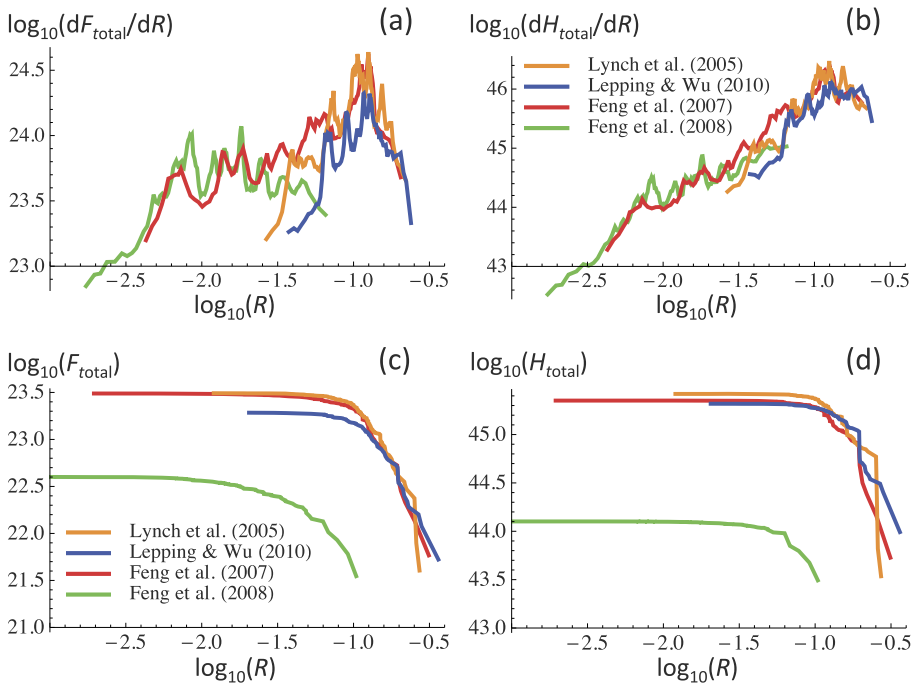 log10(dFtotal/dR)
(a)
24.5
24.0
23.5
23.0
−2.5 −2.0 −1.5 −1.0 −0.5
log10(R)
log10(dHtotal/dR)
(b)
Lynch et al. (2005)
Lepping & Wu (2010)
Feng et al. (2007)
Feng et al. (2008)
46
45
44
43
−2.5 −2.0 −1.5 −1.0 −0.5
log10(R)
log10(Ftotal)
(c)
23.5
23.0
22.5
22.0
21.5
21.0
Lynch et al. (2005)
Lepping & Wu (2010)
Feng et al. (2007)
Feng et al. (2008)
−2.5 −2.0 −1.5 −1.0 −0.5
log10(R)
log10(Htotal)
(d)
45.0
44.5
44.0
43.5
43.0
−2.5 −2.0 −1.5 −1.0 −0.5
log10(R)